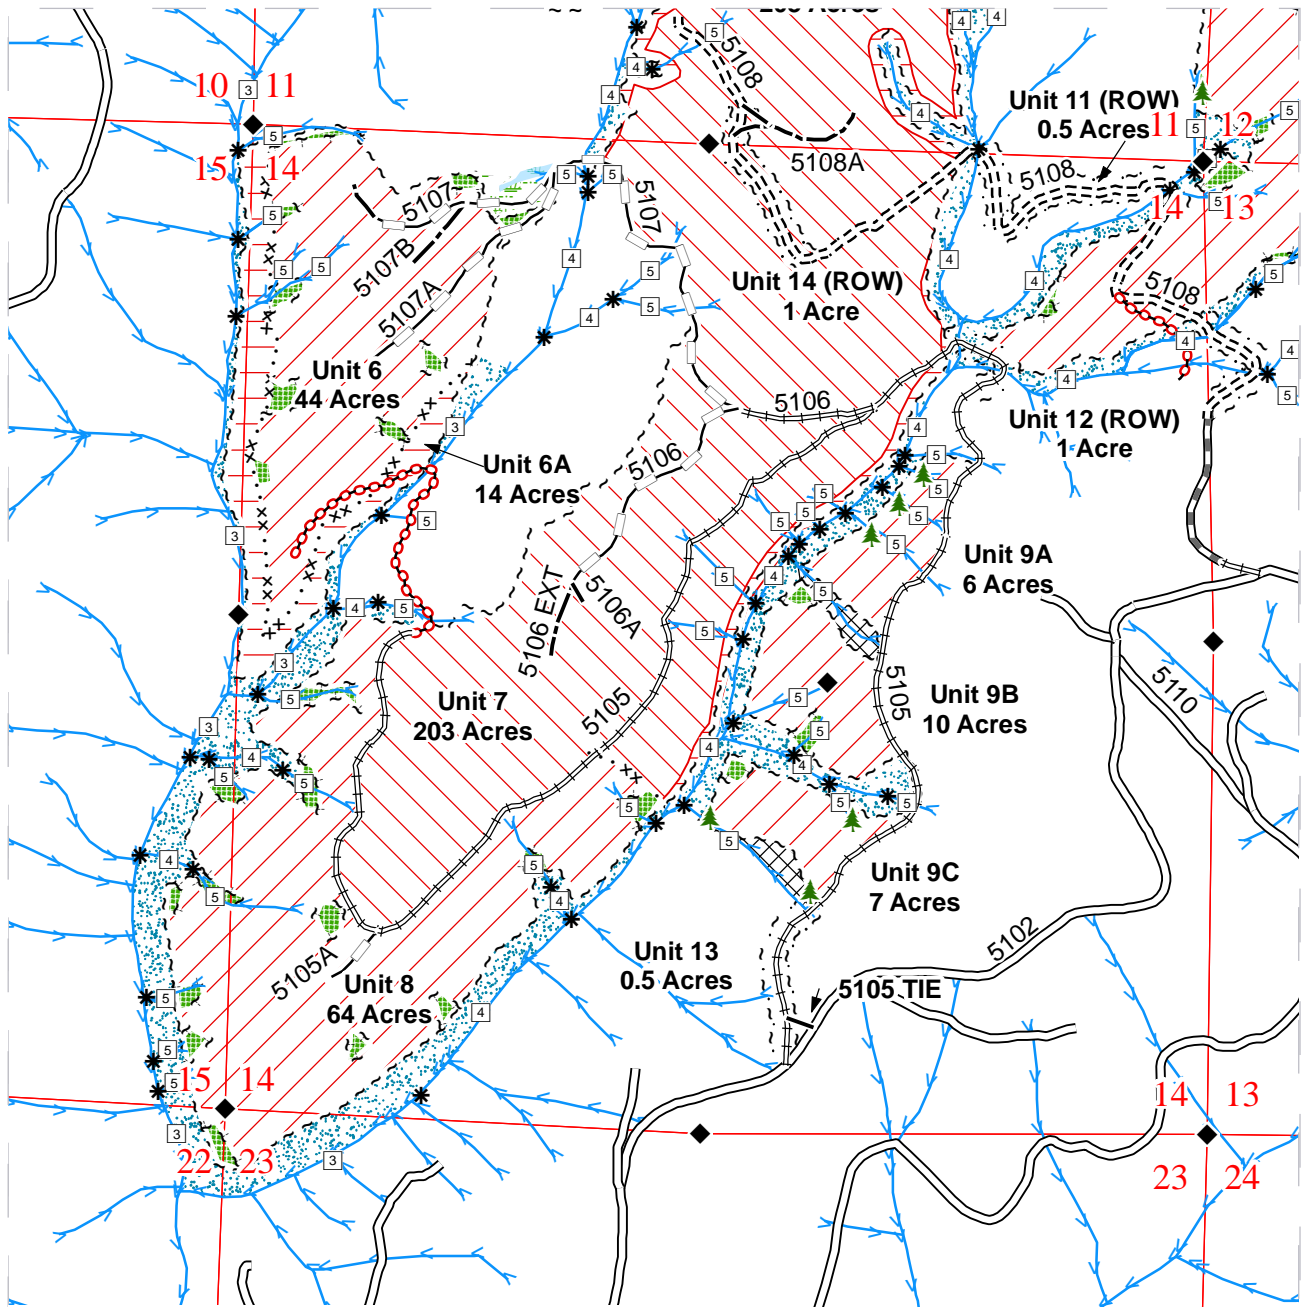 203 Acres
5108
10 11
15 14
Unit 11 (ROW)
0.5 Acres
11 12
14 13
5108A
5108
5107
5107
5107B
5107A
Unit 14 (ROW)
1 Acre
5108
Unit 6
44 Acres
5106
Unit 12 (ROW)
1 Acre
Unit 6A
14 Acres
5106
Unit 9A
6 Acres
5106 EXT
5106A
5105
5105
5110
Unit 7
203 Acres
Unit 9B
10 Acres
Unit 9C
7 Acres
5102
5105A
Unit 8
64 Acres
Unit 13
0.5 Acres
5105 TIE
15 14
22 23
14 13
23 24
3
5
4